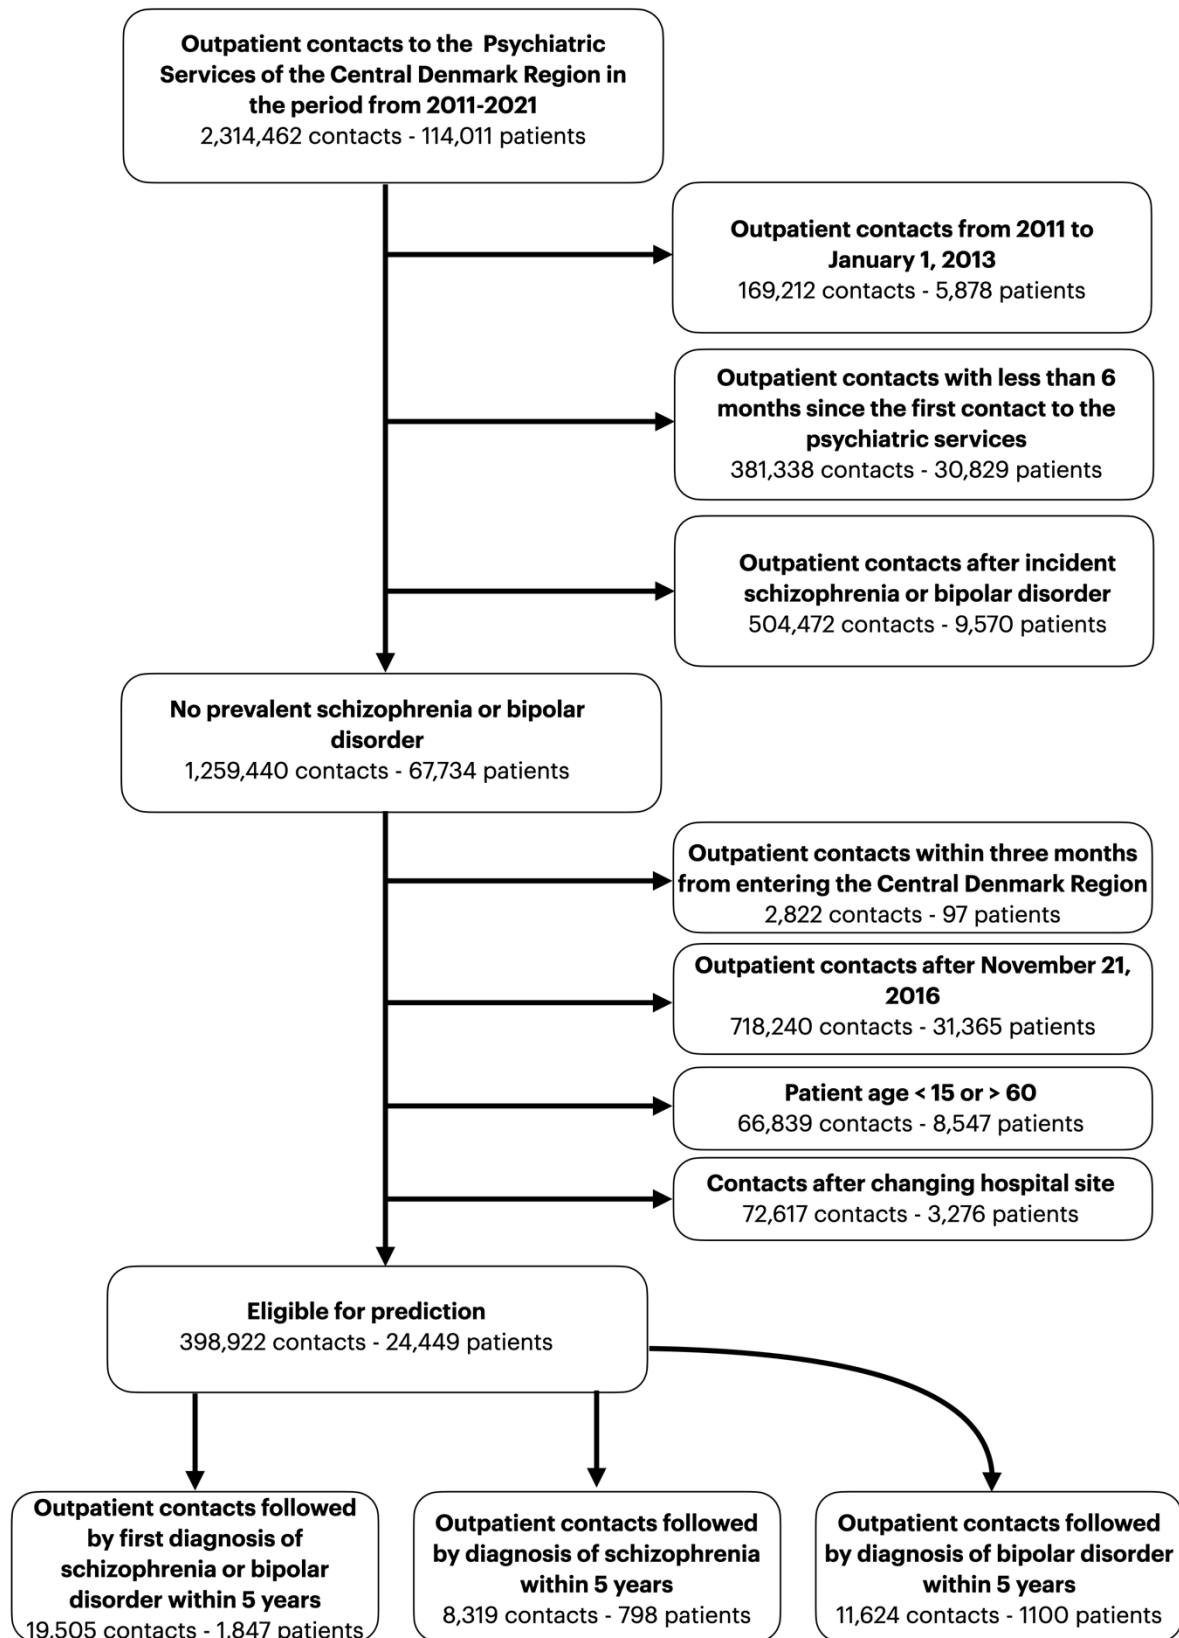 Outpatient contacts to the Psychiatric
Services of the Central Denmark Region in
the period from 2011-2021
2,314,462 contacts - 114,011 patients
Outpatient contacts from 2011 to
January 1, 2013
169,212 contacts - 5,878 patients
Outpatient contacts with less than 6
months since the first contact to the
psychiatric services
381,338 contacts - 30,829 patients
Outpatient contacts after incident
schizophrenia or bipolar disorder
504,472 contacts - 9,570 patients
No prevalent schizophrenia or bipolar
disorder
1,259,440 contacts - 67,734 patients
Outpatient contacts within three months
from entering the Central Denmark Region
2,822 contacts - 97 patients
Outpatient contacts after November 21,
2016
718,240 contacts - 31,365 patients
Patient age < 15 or > 60
66,839 contacts - 8,547 patients
Contacts after changing hospital site
72,617 contacts - 3,276 patients
Eligible for prediction
398,922 contacts - 24,449 patients
Outpatient contacts followed
by first diagnosis of
schizophrenia or bipolar
disorder within 5 years
19,505 contacts - 1,847 patients
Outpatient contacts followed
by diagnosis of schizophrenia
within 5 years
8,319 contacts - 798 patients
Outpatient contacts followed
by diagnosis of bipolar disorder
within 5 years
11,624 contacts - 1100 patients